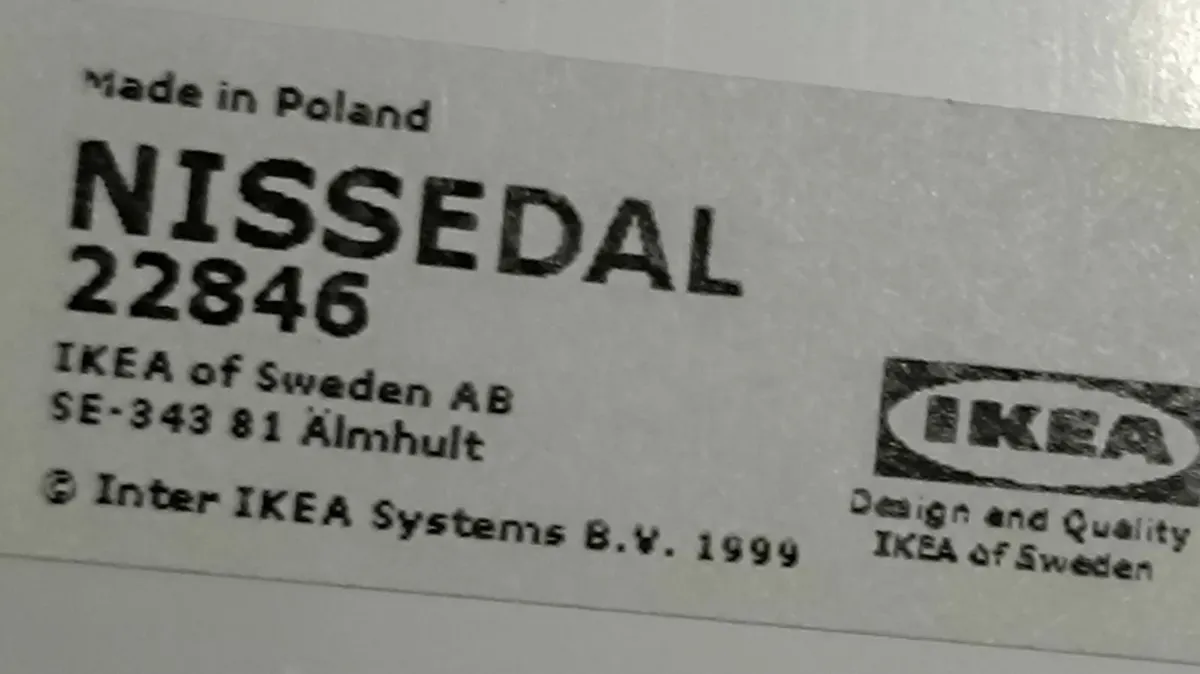 Made in Poland
NISSEDAL
22846
IKEA of Sweden AB
SE-343 81 Älmhult
© Inter IKEA Systems B.V. 1999
IKEA
Design and Quality
IKEA of Sweden